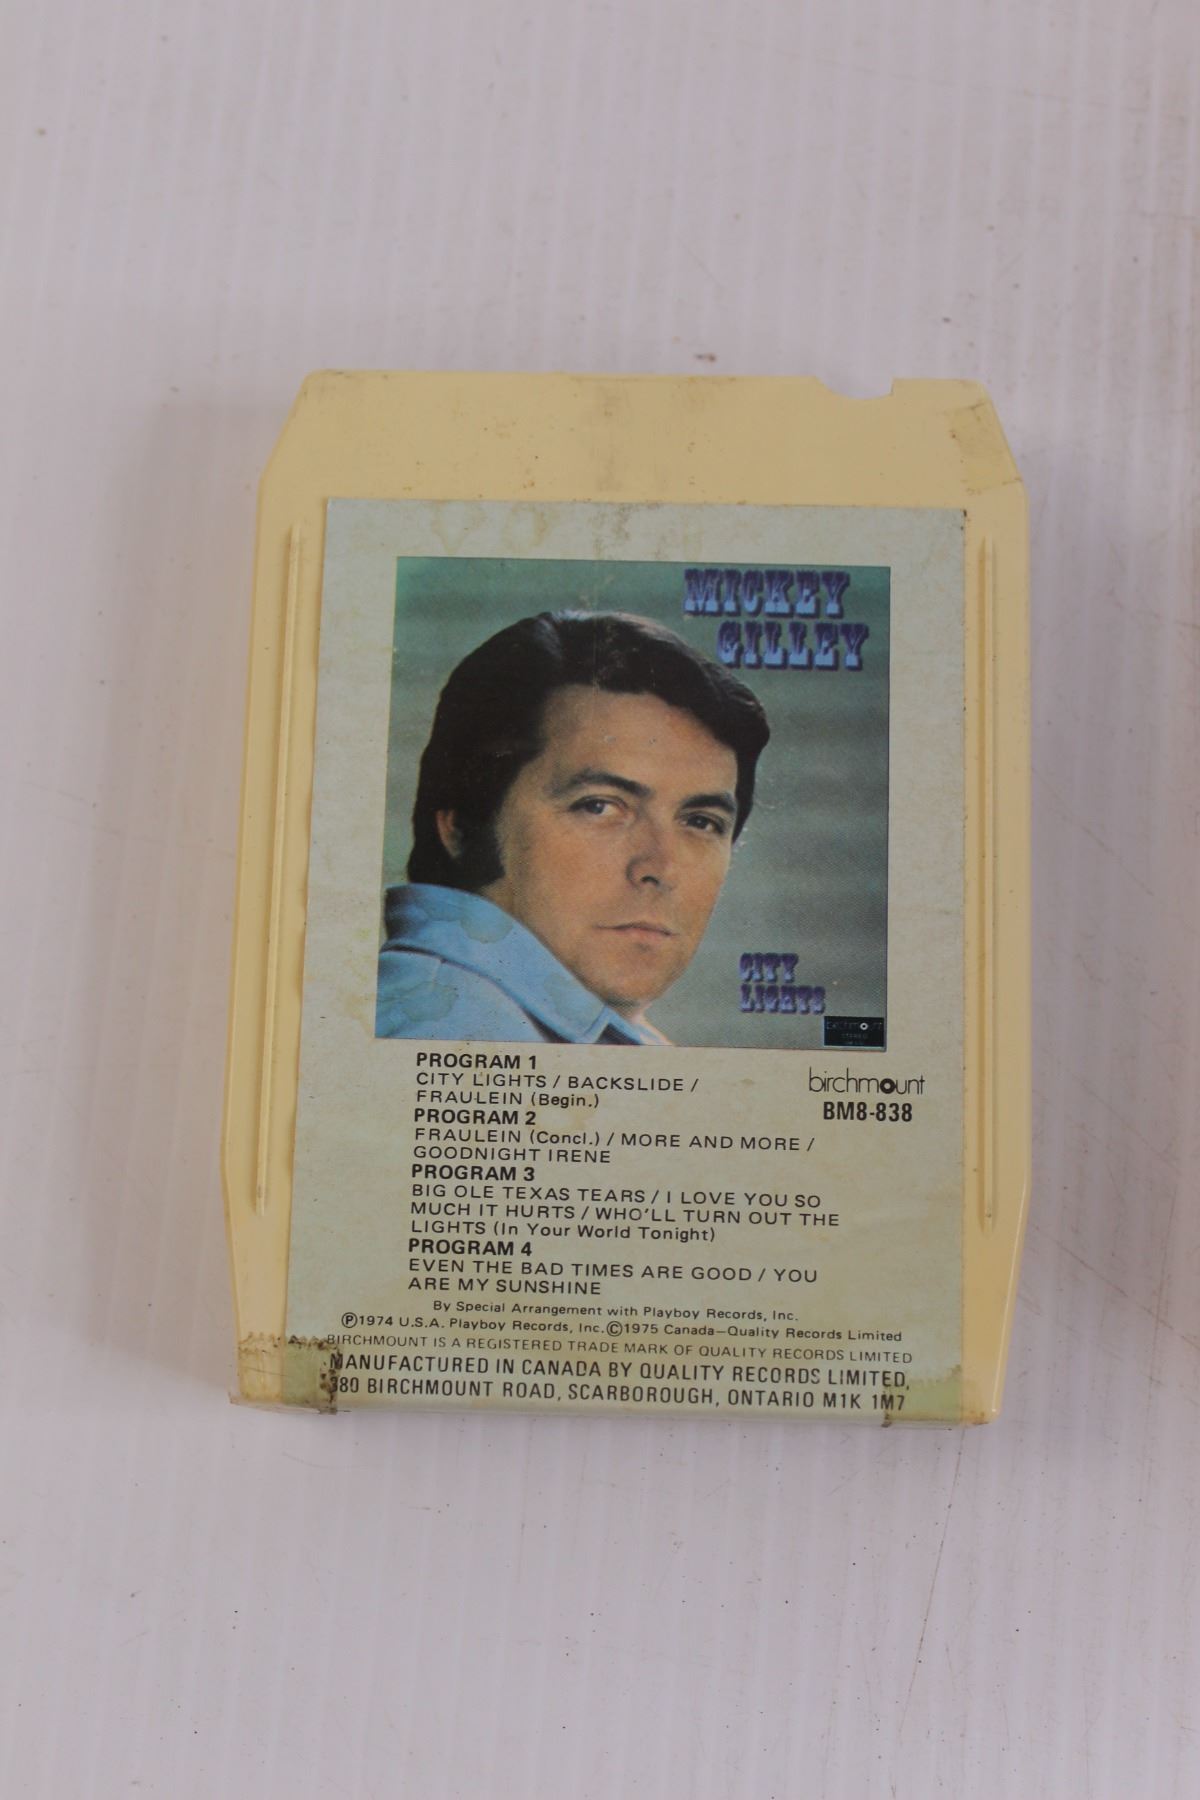 MICKEY
GILLEY
CITY
LIGHTS
birchmount
STEREO
PROGRAM 1
CITY LIGHTS / BACKSLIDE /
FRAULEIN (Begin.)
PROGRAM 2
FRAULEIN (Concl.) / MORE AND MORE /
GOODNIGHT IRENE
PROGRAM 3
BIG OLE TEXAS TEARS / I LOVE YOU SO
MUCH IT HURTS / WHO'LL TURN OUT THE
LIGHTS (In Your World Tonight)
PROGRAM 4
EVEN THE BAD TIMES ARE GOOD / YOU
ARE MY SUNSHINE
birchmount
BM8-838
By Special Arrangement with Playboy Records, Inc.
Ⓟ1974 U.S.A. Playboy Records, Inc.©1975 Canada—Quality Records Limited
BIRCHMOUNT IS A REGISTERED TRADE MARK OF QUALITY RECORDS LIMITED
MANUFACTURED IN CANADA BY QUALITY RECORDS LIMITED,
380 BIRCHMOUNT ROAD, SCARBOROUGH, ONTARIO M1K 1M7